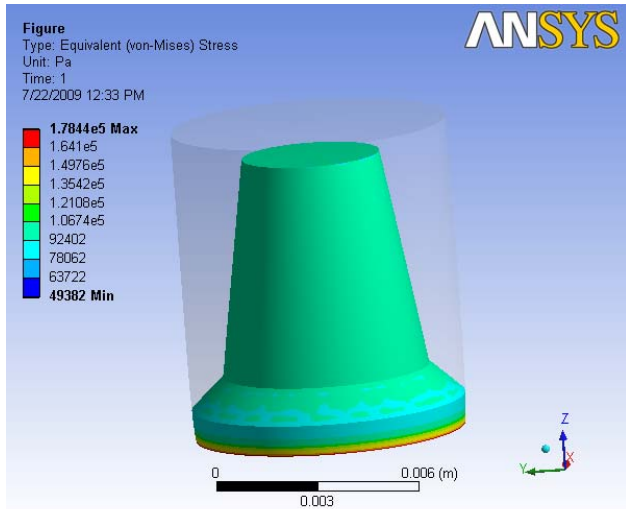 Figure
Type: Equivalent (von-Mises) Stress
Unit: Pa
Time: 1
7/22/2009 12:33 PM
ANSYS
1.7844e5 Max
1.641e5
1.4976e5
1.3542e5
1.2108e5
1.0674e5
92402
78062
63722
49382 Min
0 0.006 (m)
0.003
Z
Y X